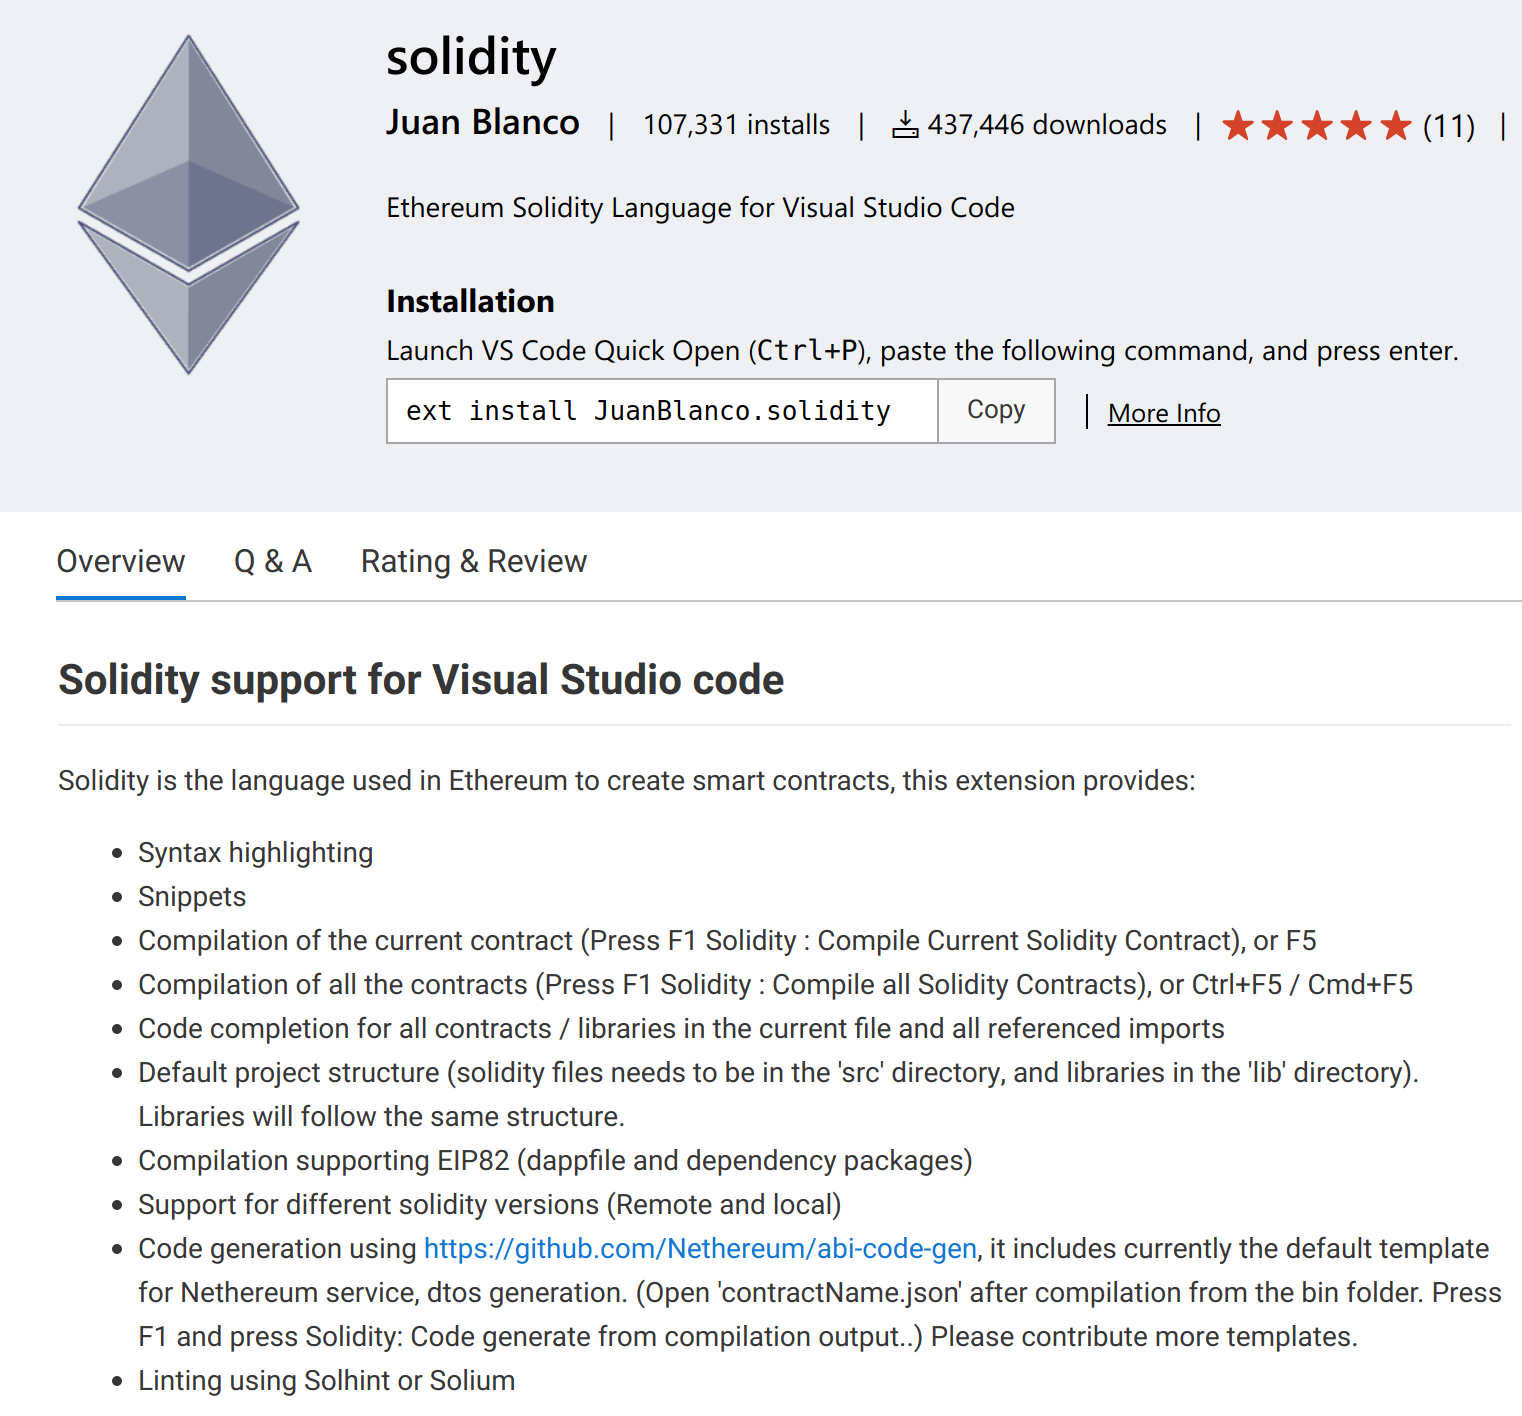 solidity
Juan Blanco | 107,331 installs | 437,446 downloads | (11) |
Ethereum Solidity Language for Visual Studio Code
Installation
Launch VS Code Quick Open (Ctrl+P), paste the following command, and press enter.
ext install JuanBlanco.solidity Copy | More Info
Overview Q & A Rating & Review
Solidity support for Visual Studio code
Solidity is the language used in Ethereum to create smart contracts, this extension provides:
• Syntax highlighting
• Snippets
• Compilation of the current contract (Press F1 Solidity : Compile Current Solidity Contract), or F5
• Compilation of all the contracts (Press F1 Solidity : Compile all Solidity Contracts), or Ctrl+F5 / Cmd+F5
• Code completion for all contracts / libraries in the current file and all referenced imports
• Default project structure (solidity files needs to be in the 'src' directory, and libraries in the 'lib' directory).
Libraries will follow the same structure.
• Compilation supporting EIP82 (dappfile and dependency packages)
• Support for different solidity versions (Remote and local)
• Code generation using https://github.com/Nethereum/abi-code-gen, it includes currently the default template
for Nethereum service, dtos generation. (Open 'contractName.json' after compilation from the bin folder. Press
F1 and press Solidity: Code generate from compilation output..) Please contribute more templates.
• Linting using Solhint or Solium